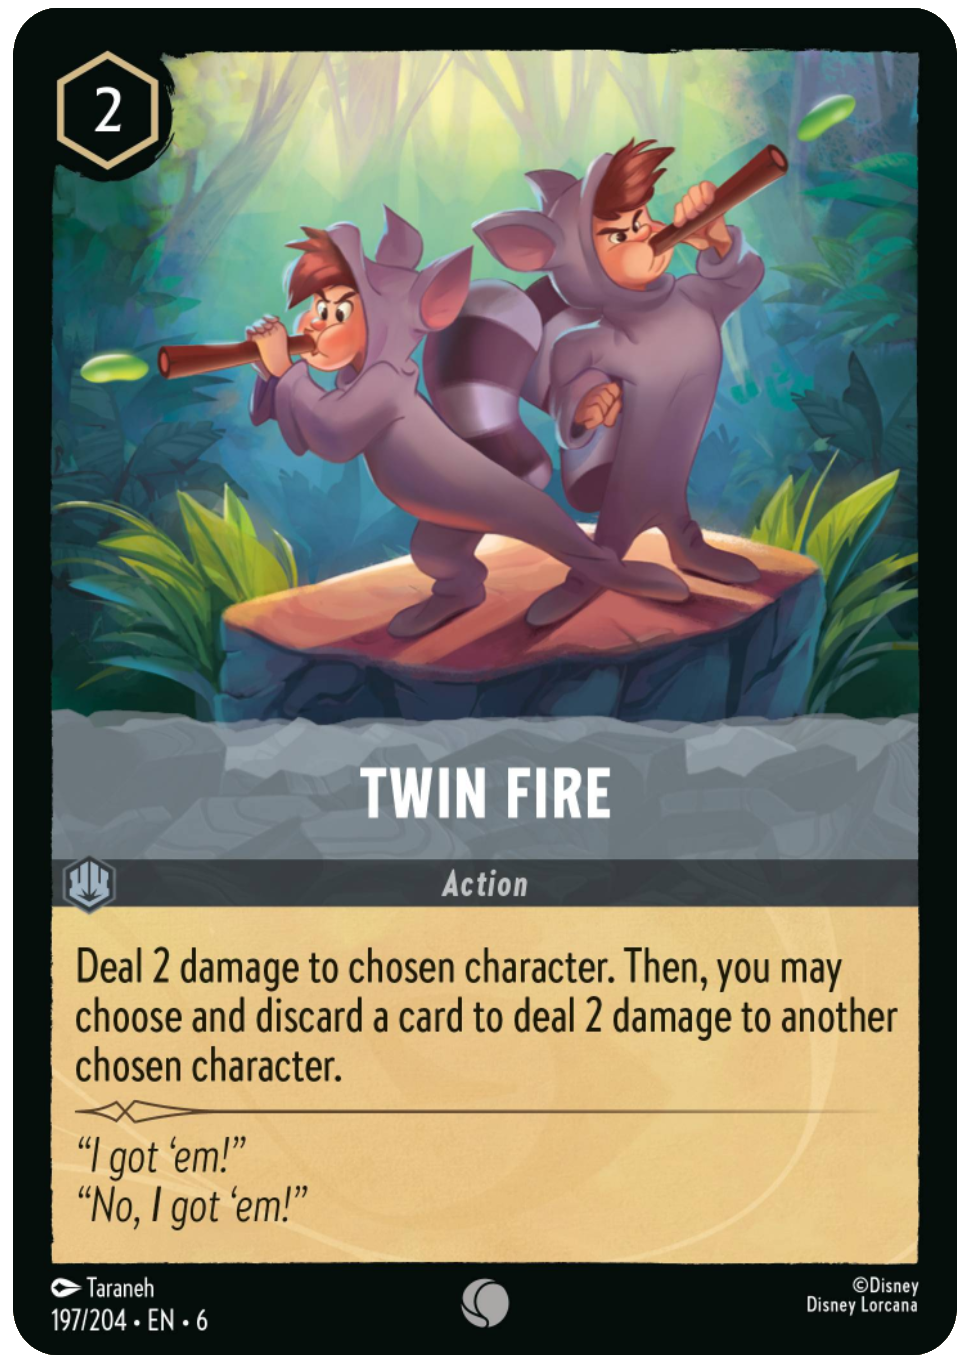 2
TWIN FIRE
Action
Deal 2 damage to chosen character. Then, you may
choose and discard a card to deal 2 damage to another
chosen character.
“I got ‘em!”
“No, I got ‘em!”
Taraneh
197/204 • EN • 6
©Disney
Disney Lorcana